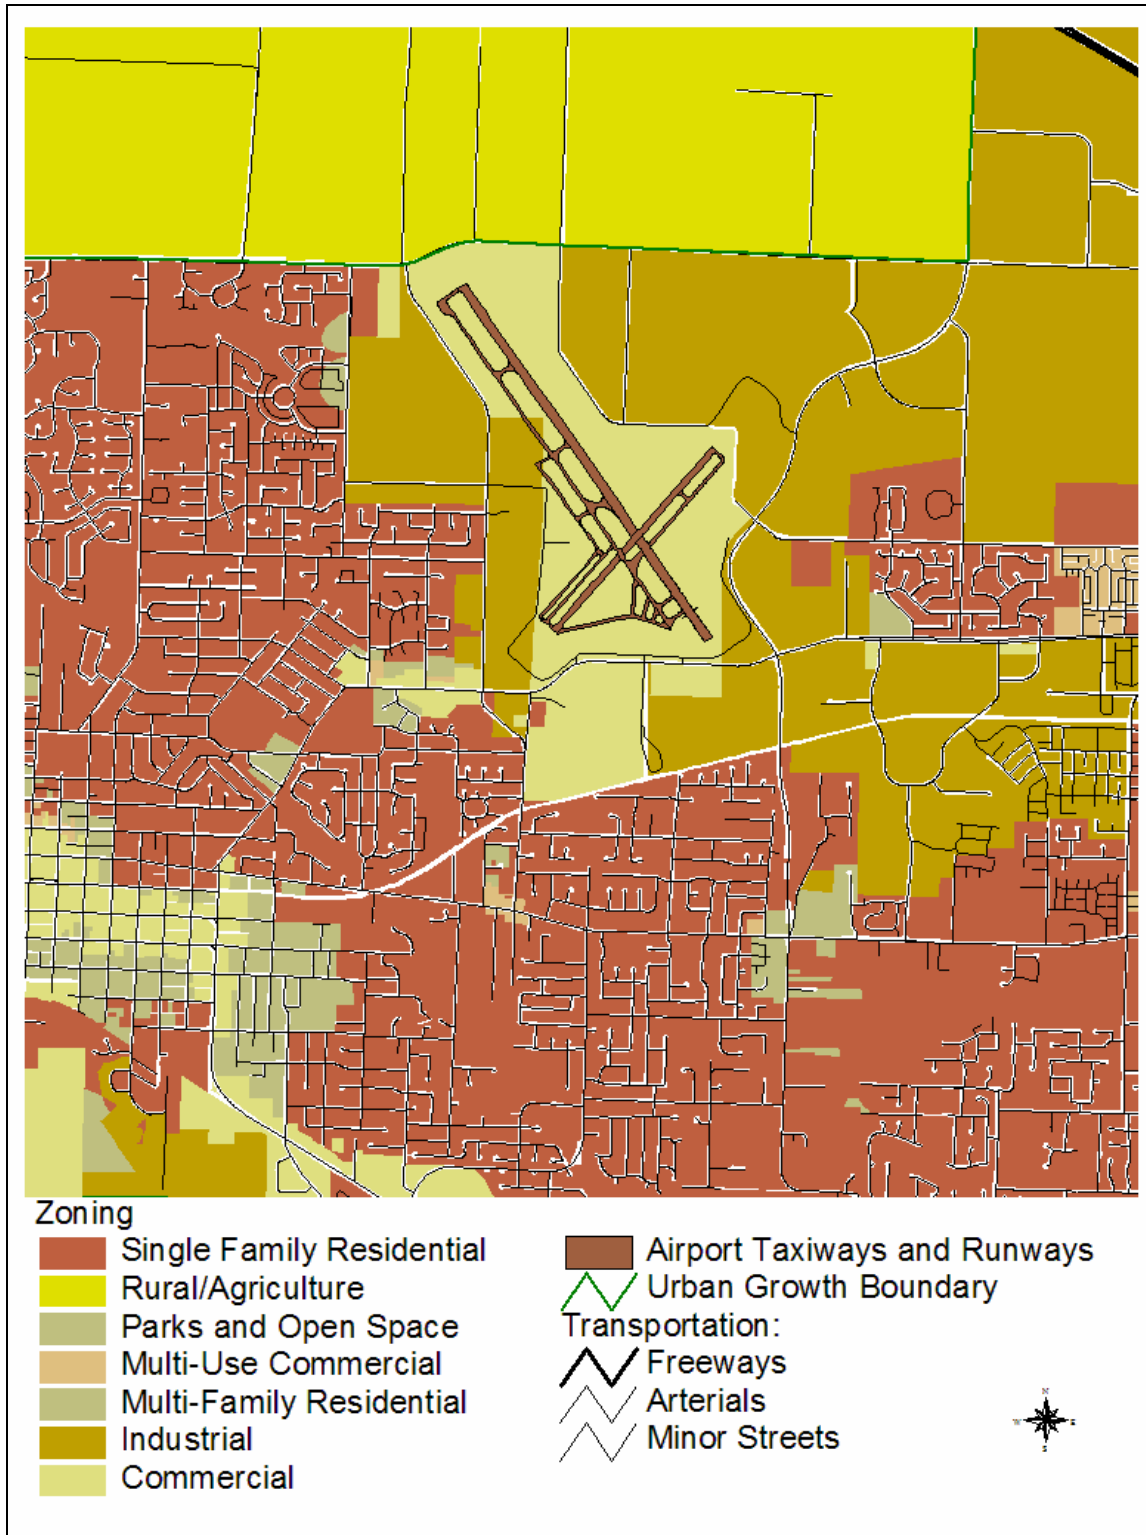 Zoning
Single Family Residential
Rural/Agriculture
Parks and Open Space
Multi-Use Commercial
Multi-Family Residential
Industrial
Commercial
Airport Taxiways and Runways
Urban Growth Boundary
Transportation:
Freeways
Arterials
Minor Streets
N
W E
S